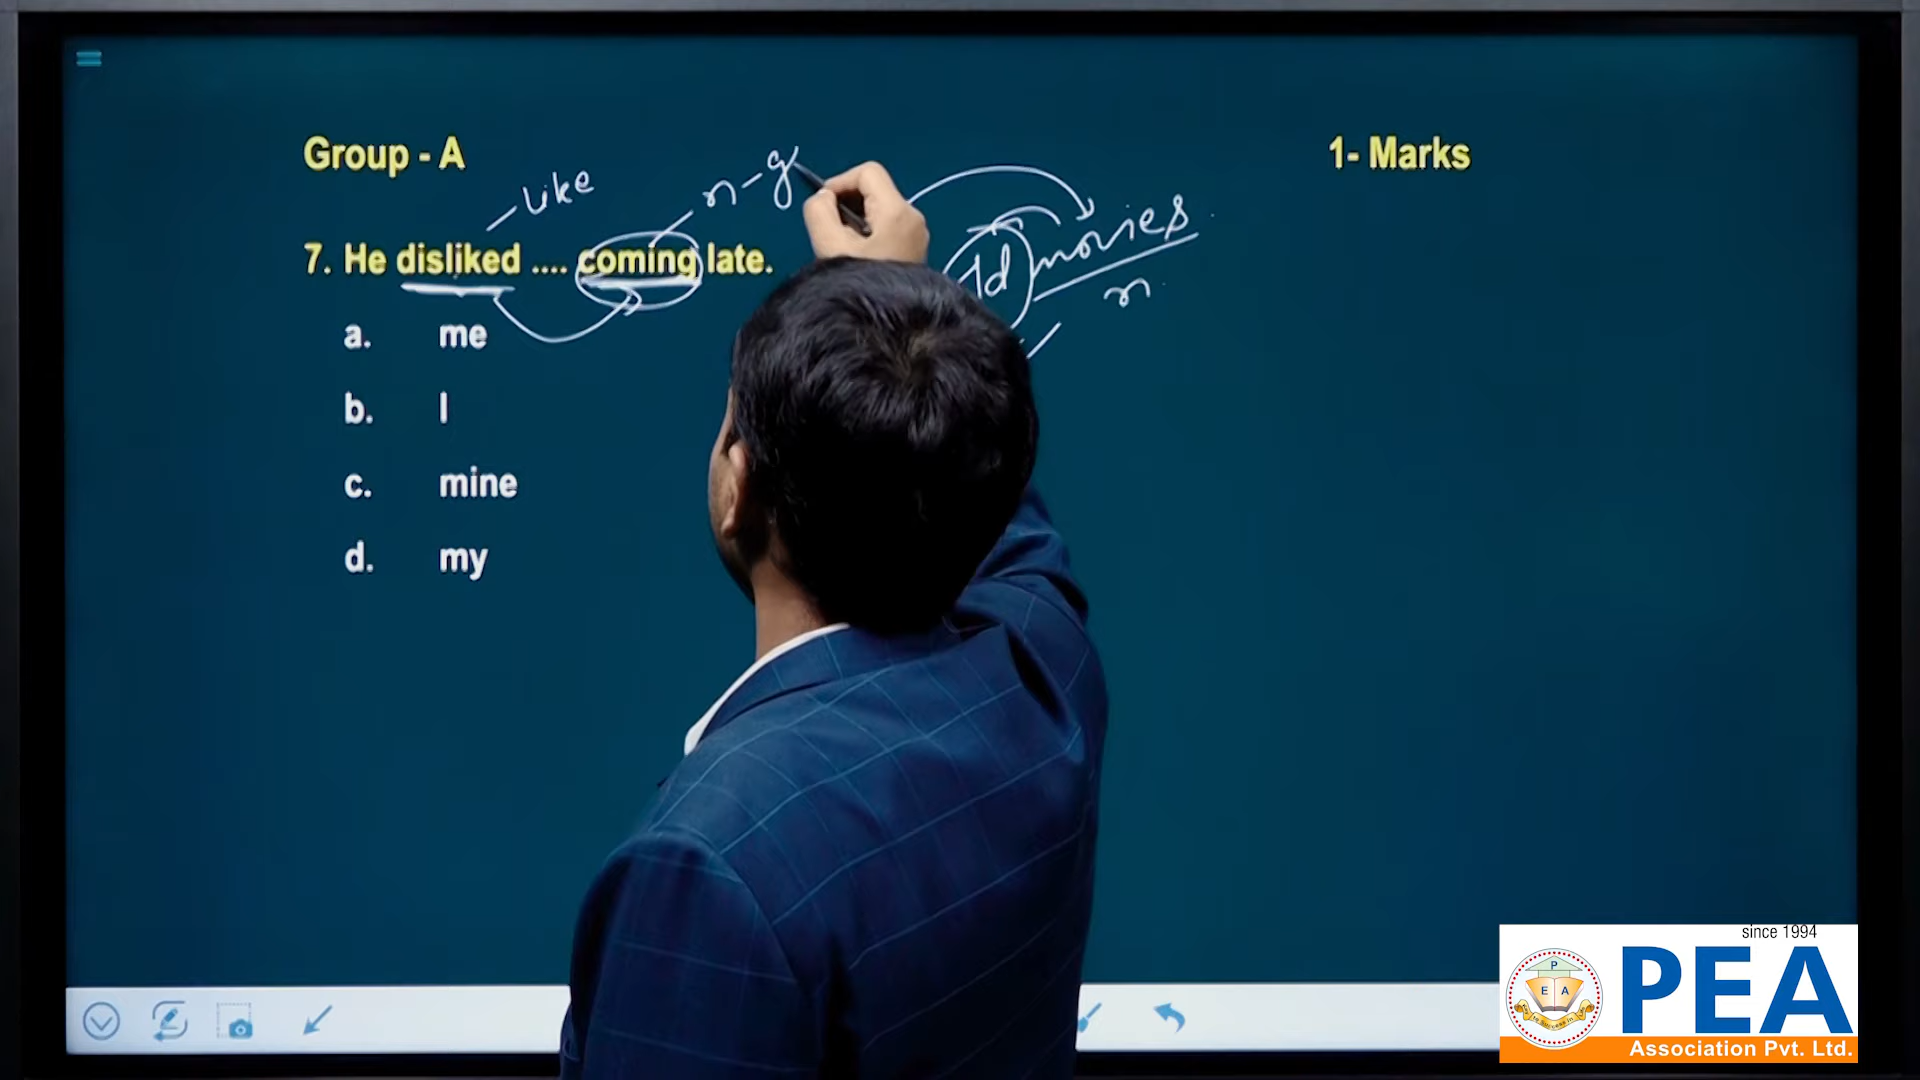 Group - A
1- Marks
- Like
n - g
7. He disliked .... coming late.
movies
n
a. me
b. I
c. mine
d. my
since 1994
P
E A
PEA
Association Pvt. Ltd.